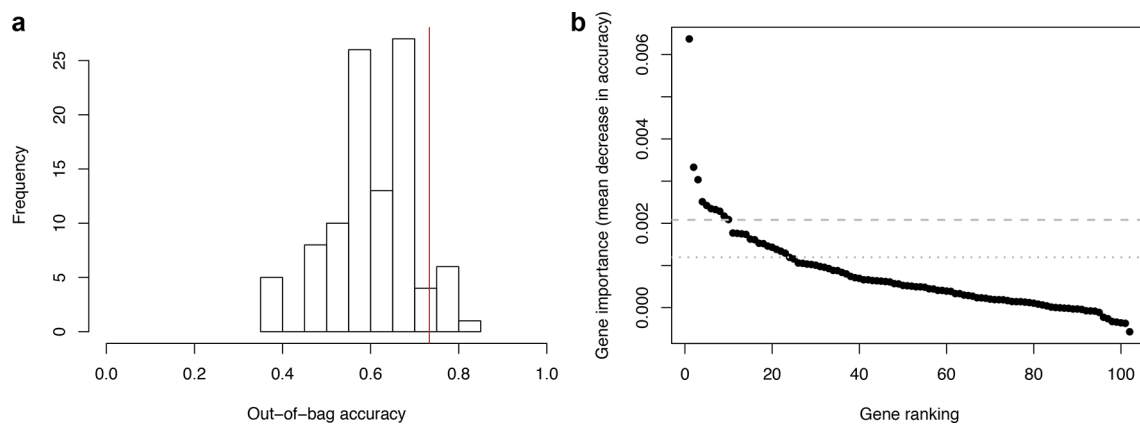 a
Frequency
25
20
15
10
5
0
0.0 0.2 0.4 0.6 0.8 1.0
Out−of−bag accuracy
b
Gene importance (mean decrease in accuracy)
0.006
0.004
0.002
0.000
0 20 40 60 80 100
Gene ranking